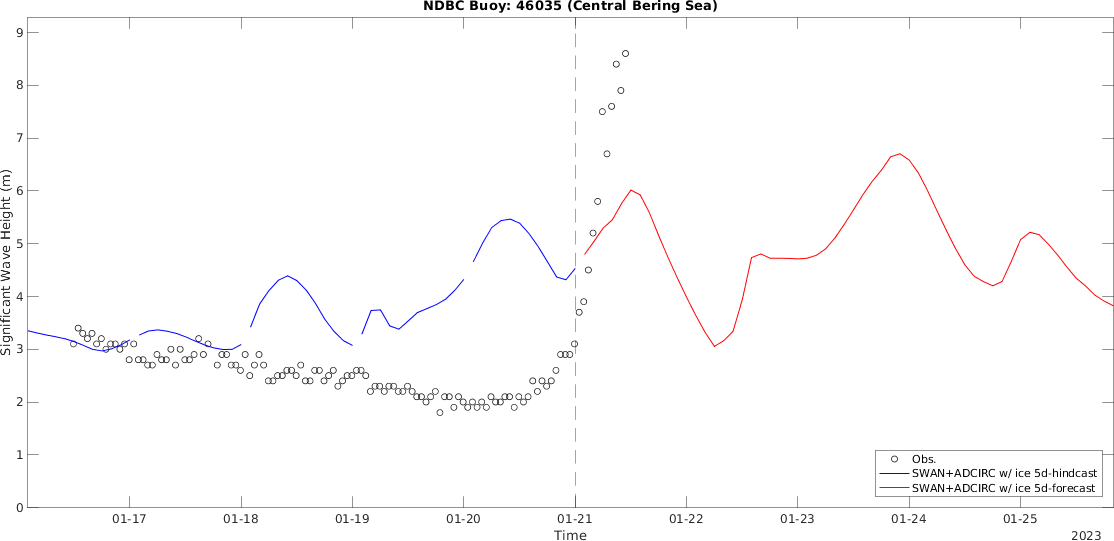 NDBC Buoy: 46035 (Central Bering Sea)
Significant Wave Height (m)
9
8
7
6
5
4
3
2
1
0
Obs.
SWAN+ADCIRC w/ ice 5d-hindcast
SWAN+ADCIRC w/ ice 5d-forecast
01-17 01-18 01-19 01-20 01-21 01-22 01-23 01-24 01-25
Time
2023